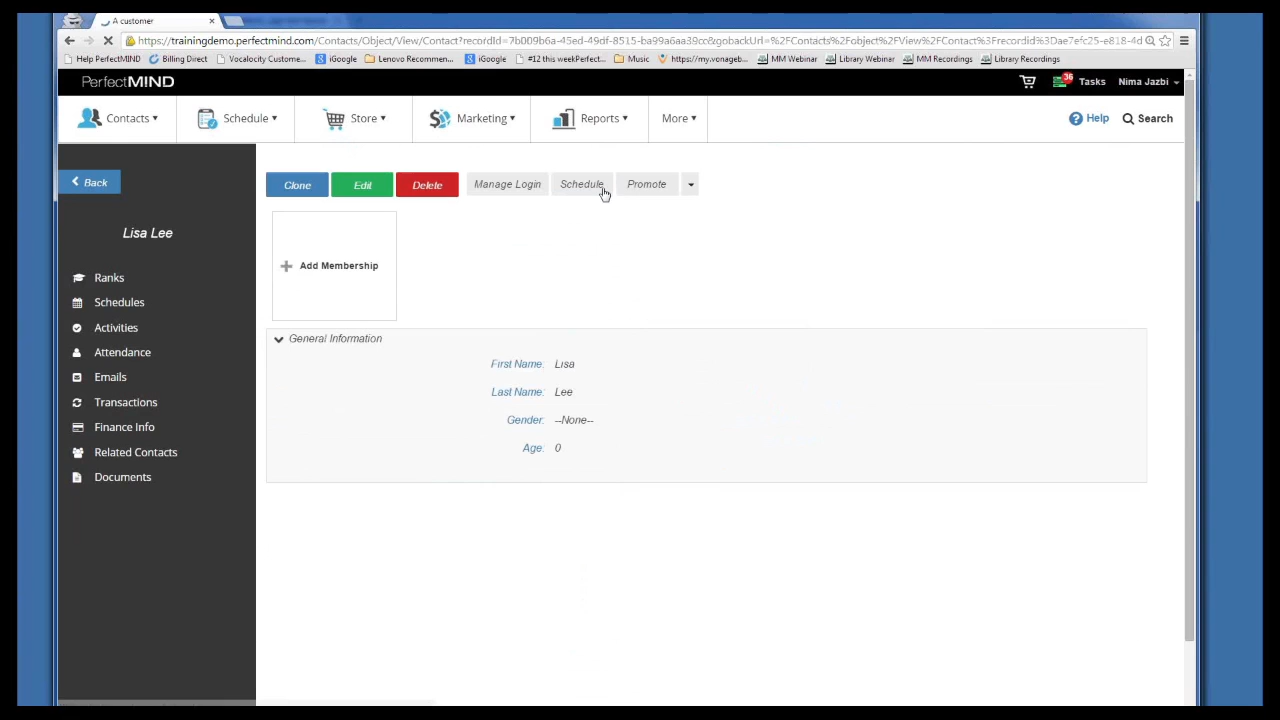 A customer
https://trainingdemo.perfectmind.com/Contacts/Object/View/Contact?recordId=7b009b6a-45ed-49df-8515-ba99a6aa39cc&gobackUrl=%2FContacts%2Fobject%2FView%2FContact%3Frecordid%3Dae7efc25-e818-4d
Help PerfectMIND Billing Direct Vocalocity Custome... iGoogle Lenovo Recommen... iGoogle #12 this weekPerfect... Music https://my.vonageb... MM Webinar Library Webinar MM Recordings Library Recordings
PerfectMIND 36 Tasks Nima Jazbi
Contacts Schedule Store Marketing Reports More Help Search
Back Clone Edit Delete Manage Login Schedule Promote
Lisa Lee
Add Membership
Ranks
Schedules
Activities
Attendance
Emails
Transactions
Finance Info
Related Contacts
Documents
General Information
First Name: Lisa
Last Name: Lee
Gender: --None--
Age: 0